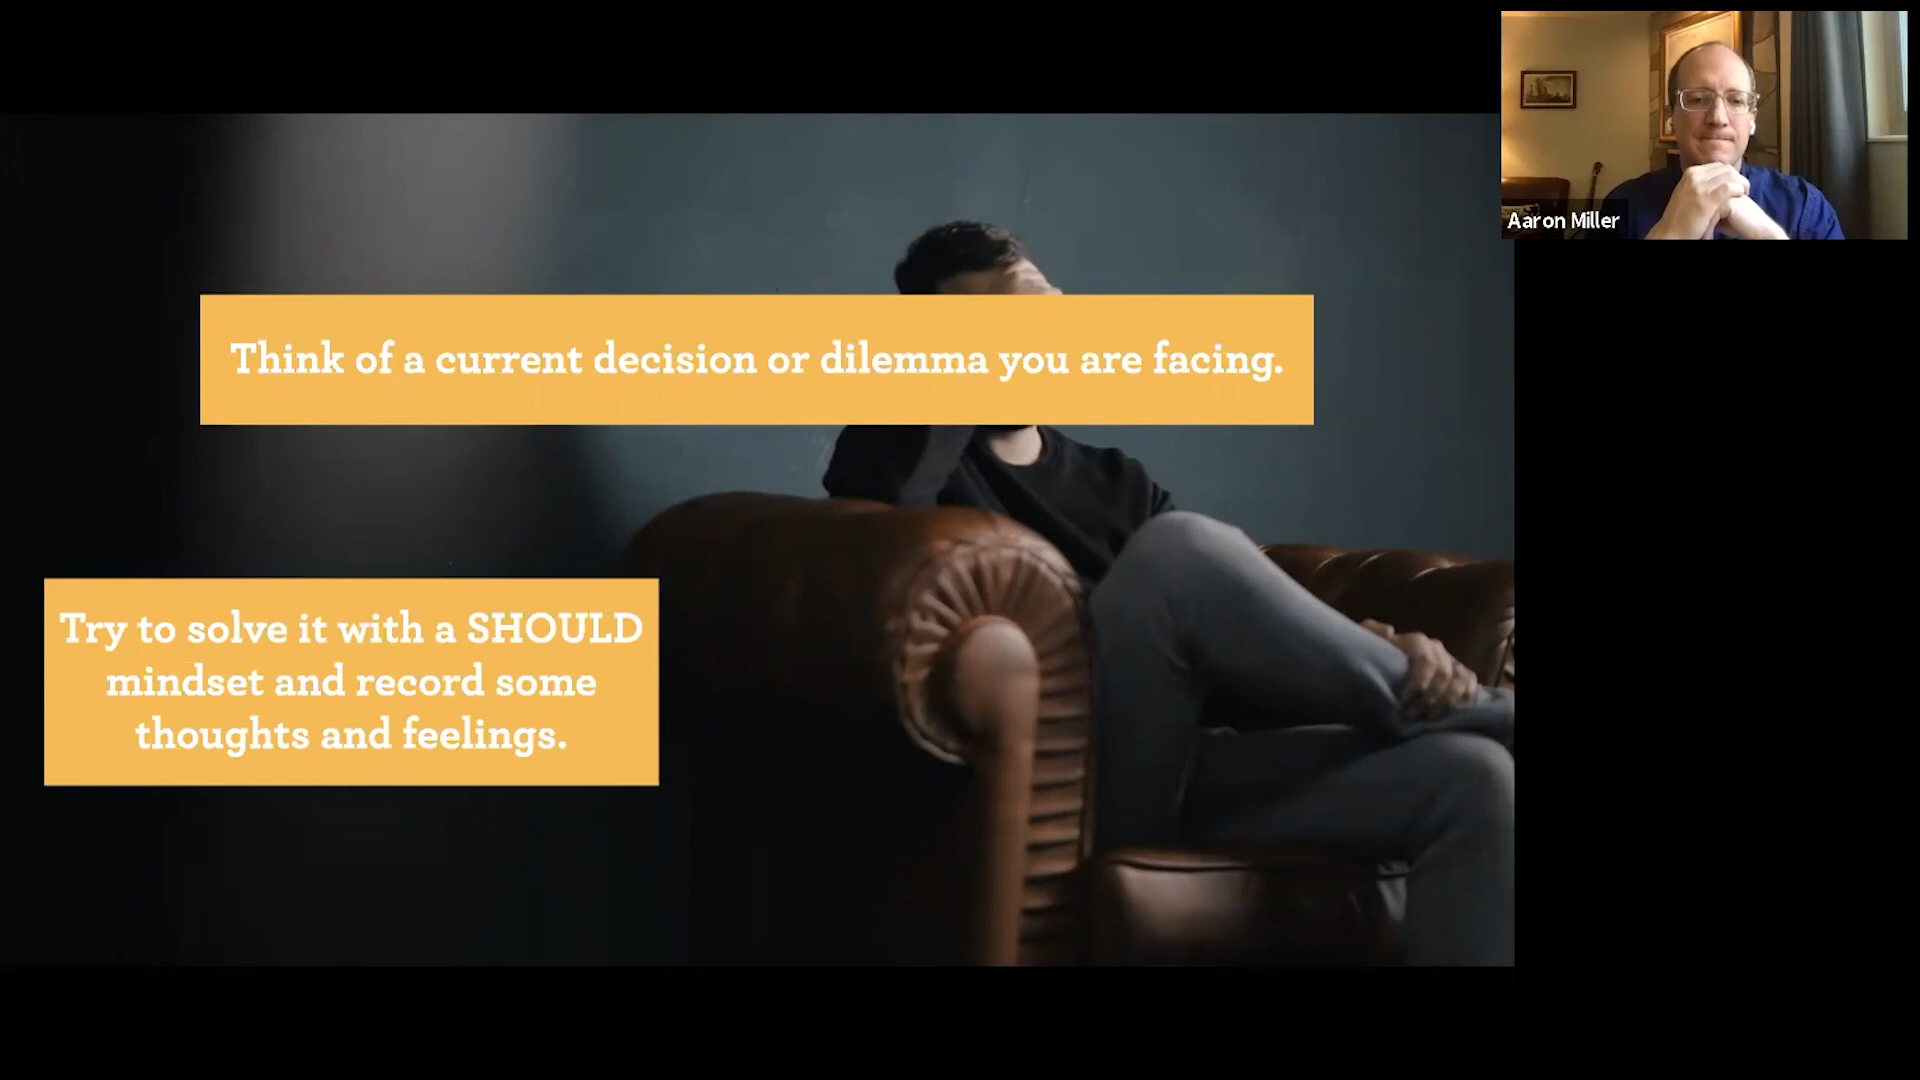 Think of a current decision or dilemma you are facing.
Try to solve it with a SHOULD
mindset and record some
thoughts and feelings.
Aaron Miller